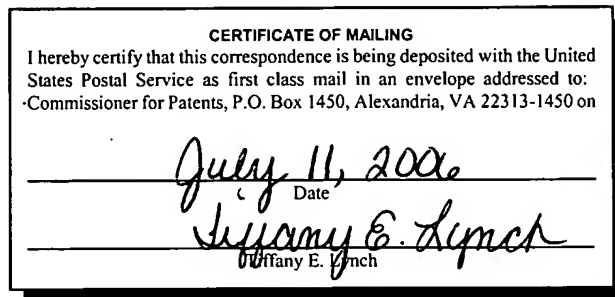 CERTIFICATE OF MAILING
I hereby certify that this correspondence is being deposited with the United
States Postal Service as first class mail in an envelope addressed to:
Commissioner for Patents, P.O. Box 1450, Alexandria, VA 22313-1450 on
July 11, 2006
Date
Tiffany E. Lynch
Tiffany E. Lynch